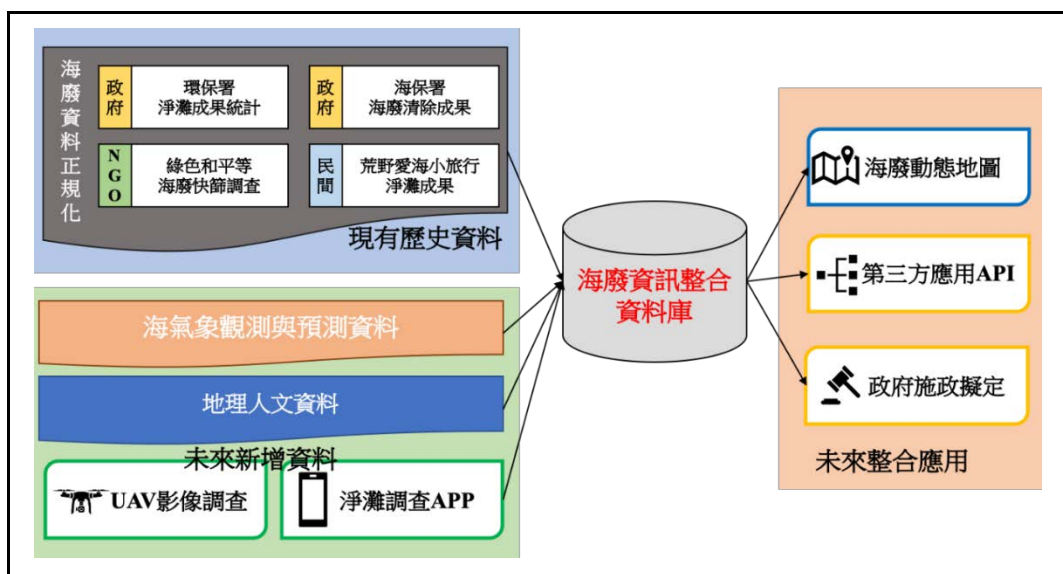 海廢資料正規化
政府
環保署
淨灘成果統計
政府
海保署
海廢清除成果
NGO
綠色和平等
海廢快篩調查
民間
荒野愛海小旅行
淨灘成果
現有歷史資料
海氣象觀測與預測資料
地理人文資料
未來新增資料
UAV影像調查
淨灘調查APP
海廢資訊整合
資料庫
海廢動態地圖
第三方應用API
政府施政擬定
未來整合應用